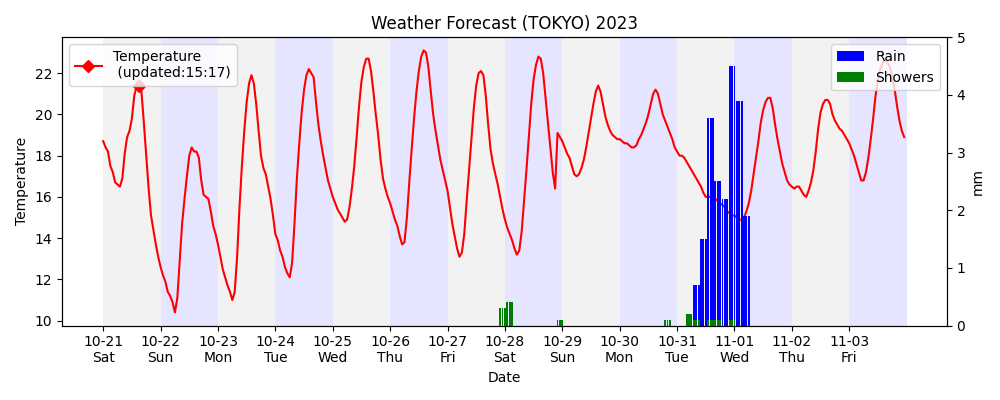 Weather Forecast (TOKYO) 2023
Temperature
(updated:15:17)
Rain
Showers
Temperature
22
20
18
16
14
12
10
5
4
3
2
1
0
mm
10-21 10-22 10-23 10-24 10-25 10-26 10-27 10-28 10-29 10-30 10-31 11-01 11-02 11-03
Sat Sun Mon Tue Wed Thu Fri Sat Sun Mon Tue Wed Thu Fri
Date